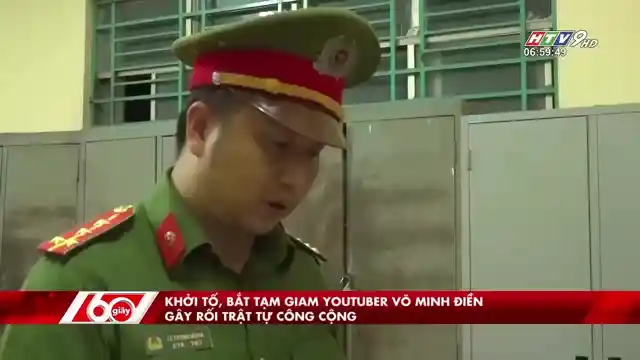 HTV9 HD
06:59:49
60 giây
KHỞI TỐ, BẮT TẠM GIAM YOUTUBER VÕ MINH ĐIỀN
GÂY RỐI TRẬT TỰ CÔNG CỘNG